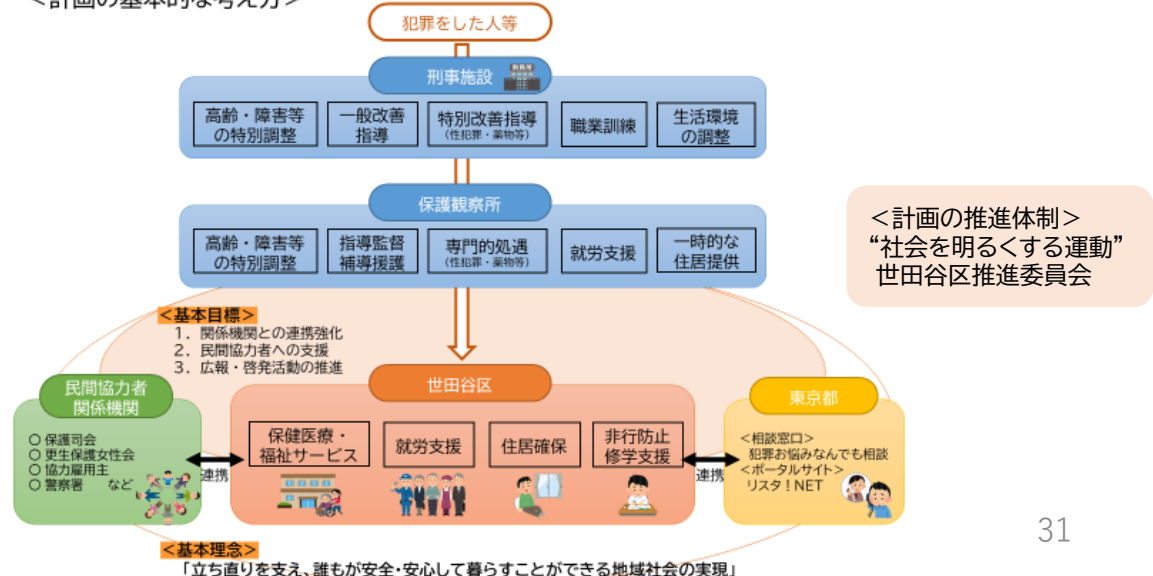 ＜計画の基本的な考え方＞
犯罪をした人等
刑事施設
高齢・障害等
の特別調整
一般改善
指導
特別改善指導
（性犯罪・薬物等）
職業訓練
生活環境
の調整
保護観察所
高齢・障害等
の特別調整
指導監督
補導援護
専門的処遇
（性犯罪・薬物等）
就労支援
一時的な
住居提供
＜計画の推進体制＞
“社会を明るくする運動”
世田谷区推進委員会
＜基本目標＞
１．関係機関との連携強化
２．民間協力者への支援
３．広報・啓発活動の推進
民間協力者
関係機関
○ 保護司会
○ 更生保護女性会
○ 協力雇用主
○ 警察署　など
連携
世田谷区
保健医療・
福祉サービス
就労支援
住居確保
非行防止
修学支援
連携
東京都
＜相談窓口＞
犯罪お悩みなんでも相談
＜ポータルサイト＞
リスタ！NET
＜基本理念＞
「立ち直りを支え、誰もが安全・安心して暮らすことができる地域社会の実現」
31